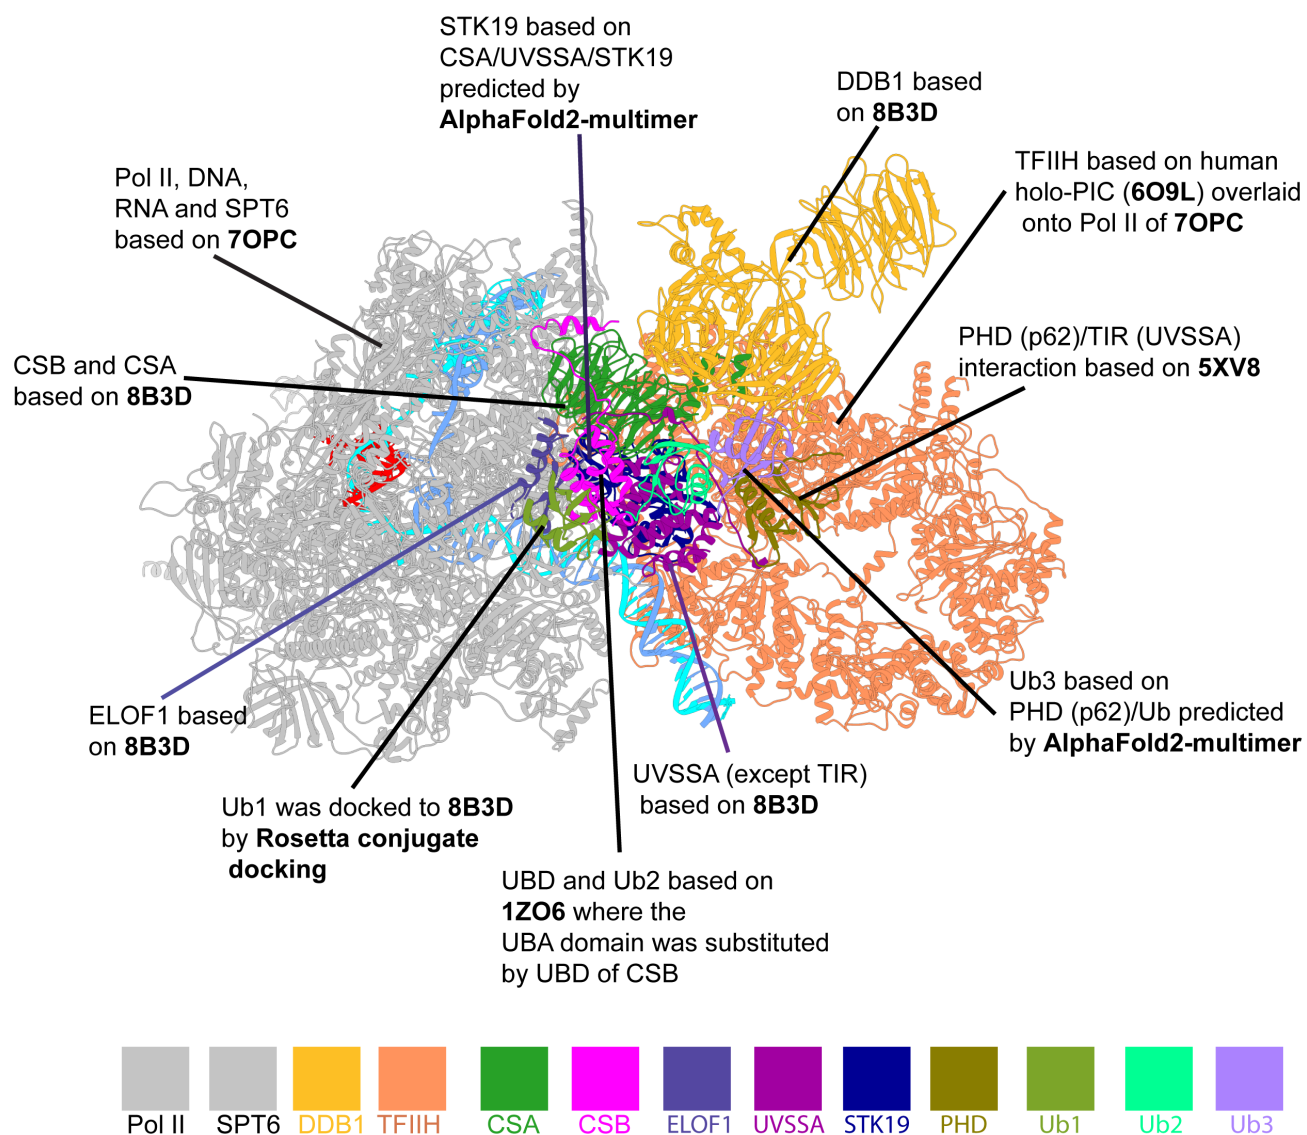 STK19 based on
CSA/UVSSA/STK19
predicted by
AlphaFold2-multimer
DDB1 based
on 8B3D
TFIIH based on human
holo-PIC (6O9L) overlaid
onto Pol II of 7OPC
Pol II, DNA,
RNA and SPT6
based on 7OPC
PHD (p62)/TIR (UVSSA)
interaction based on 5XV8
CSB and CSA
based on 8B3D
ELOF1 based
on 8B3D
Ub3 based on
PHD (p62)/Ub predicted
by AlphaFold2-multimer
UVSSA (except TIR)
based on 8B3D
Ub1 was docked to 8B3D
by Rosetta conjugate
docking
UBD and Ub2 based on
1ZO6 where the
UBA domain was substituted
by UBD of CSB
Pol II SPT6 DDB1 TFIIH CSA CSB ELOF1 UVSSA STK19 PHD Ub1 Ub2 Ub3